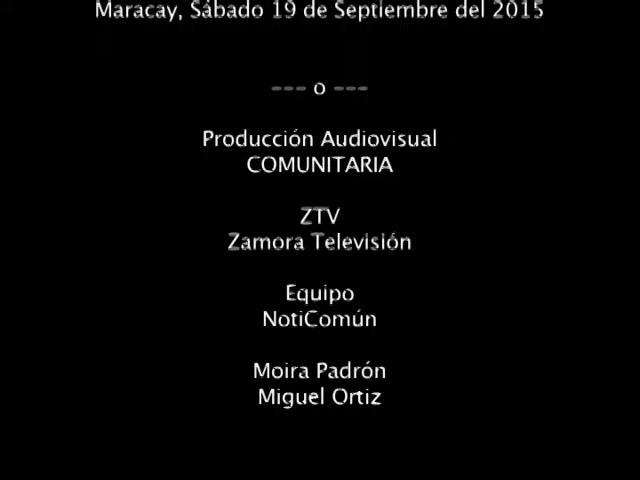 Maracay, Sábado 19 de Septiembre del 2015
--- o ---
Producción Audiovisual
COMUNITARIA
ZTV
Zamora Televisión
Equipo
NotiComún
Moira Padrón
Miguel Ortiz